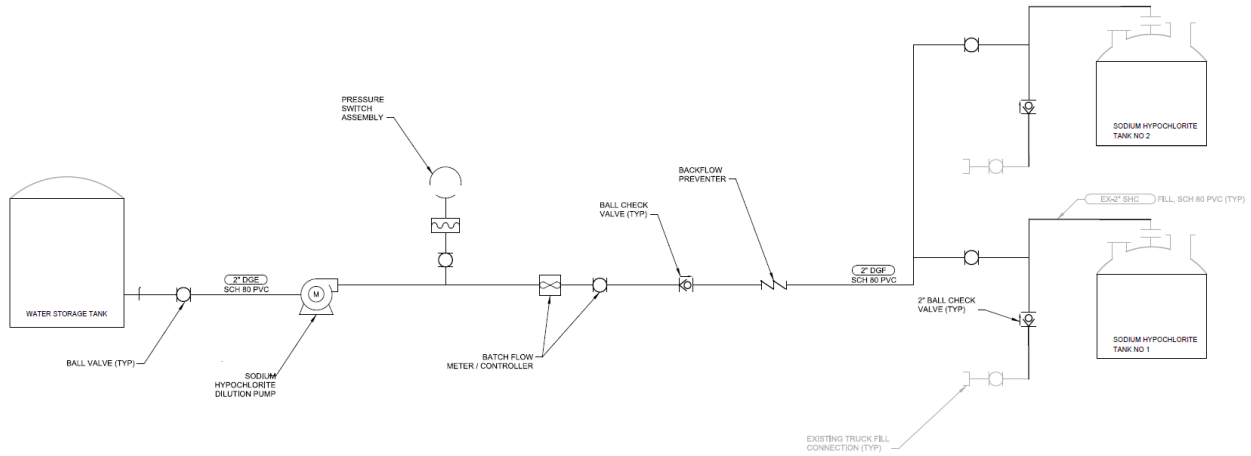 PRESSURE
SWITCH
ASSEMBLY
SODIUM HYPOCHLORITE
TANK NO 2
BACKFLOW
PREVENTER
BALL CHECK
VALVE (TYP)
EX-2" SHC FILL, SCH 80 PVC (TYP)
2" DGE
SCH 80 PVC
M
2" DGF
SCH 80 PVC
WATER STORAGE TANK
2" BALL CHECK
VALVE (TYP)
SODIUM HYPOCHLORITE
TANK NO 1
BALL VALVE (TYP)
BATCH FLOW
METER / CONTROLLER
SODIUM
HYPOCHLORITE
DILUTION PUMP
EXISTING TRUCK FILL
CONNECTION (TYP)